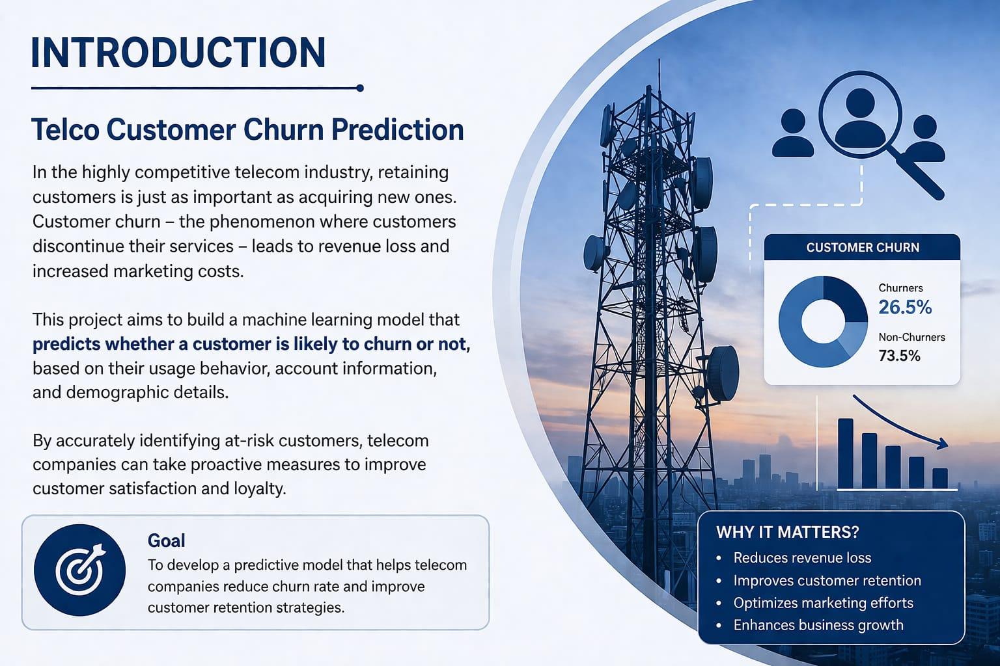 INTRODUCTION
Telco Customer Churn Prediction
In the highly competitive telecom industry, retaining
customers is just as important as acquiring new ones.
Customer churn – the phenomenon where customers
discontinue their services – leads to revenue loss and
increased marketing costs.
This project aims to build a machine learning model that
predicts whether a customer is likely to churn or not,
based on their usage behavior, account information,
and demographic details.
By accurately identifying at-risk customers, telecom
companies can take proactive measures to improve
customer satisfaction and loyalty.
Goal
To develop a predictive model that helps telecom
companies reduce churn rate and improve
customer retention strategies.
CUSTOMER CHURN
Churners
26.5%
Non-Churners
73.5%
WHY IT MATTERS?
• Reduces revenue loss
• Improves customer retention
• Optimizes marketing efforts
• Enhances business growth